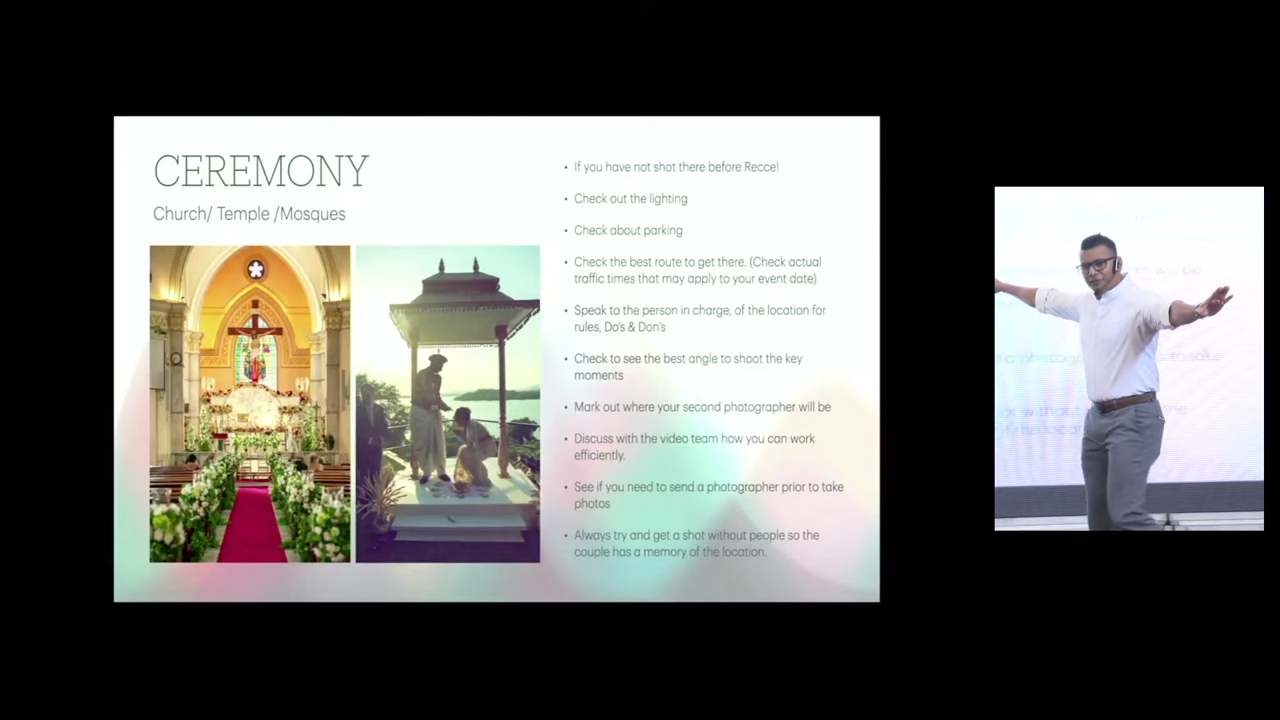 CEREMONY
Church/ Temple /Mosques
• If you have not shot there before Recce!
• Check out the lighting
• Check about parking
• Check the best route to get there. (Check actual
traffic times that may apply to your event date)
• Speak to the person in charge, of the location for
rules, Do's & Don's
• Check to see the best angle to shoot the key
moments
• Mark out where your second photographer will be
• Discuss with the video team how you can work
efficiently.
• See if you need to send a photographer prior to take
photos
• Always try and get a shot without people so the
couple has a memory of the location.